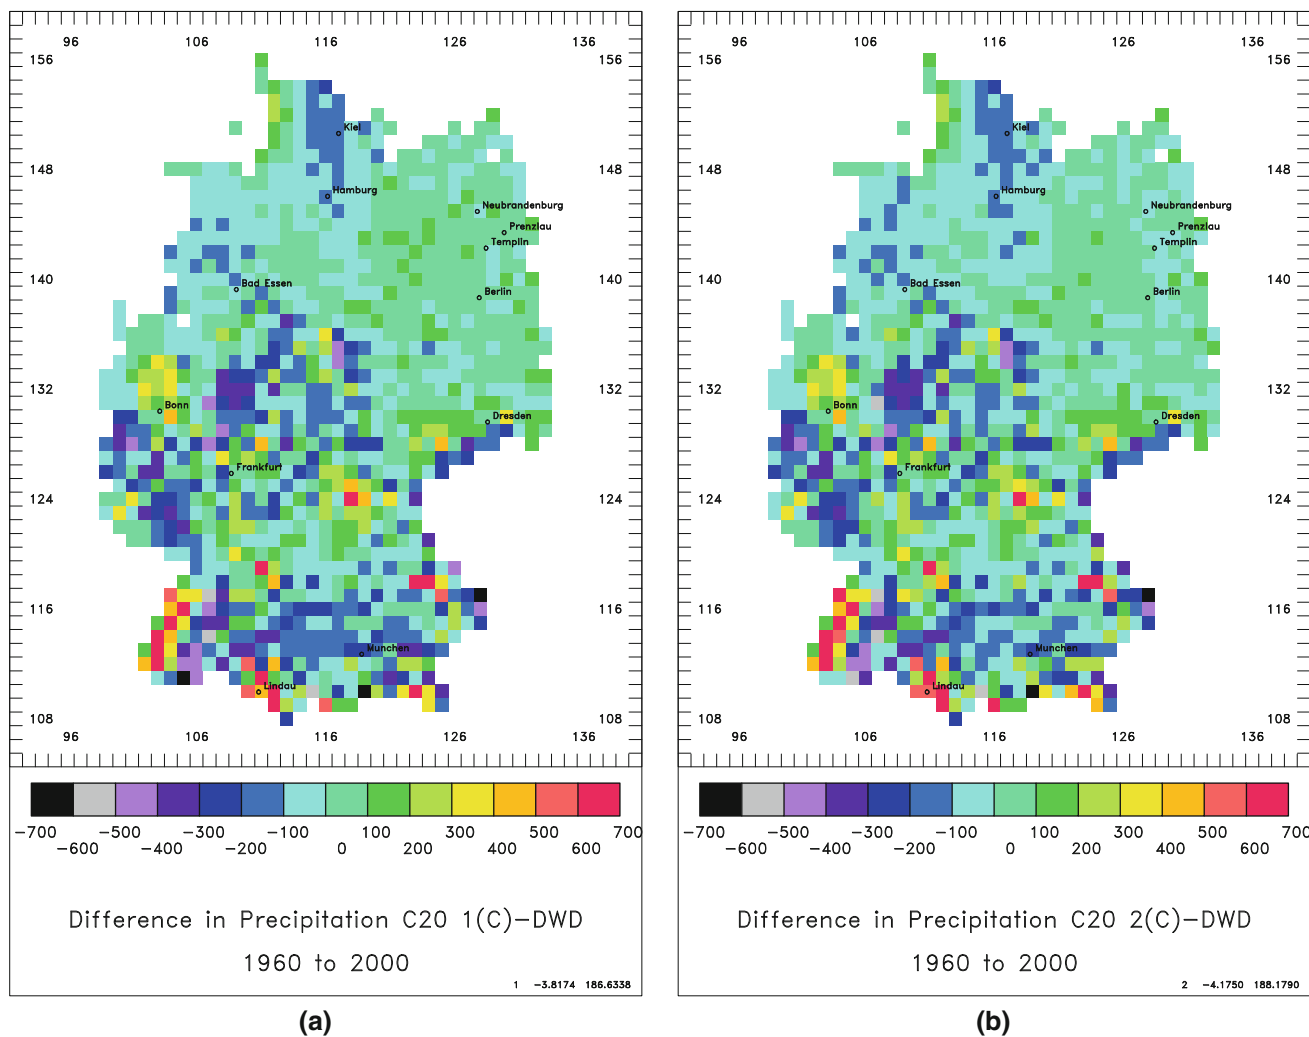 96 106 116 126 136
156 156
Kiel
148 148
Hamburg
Neubrandenburg
Prenzlau
Templin
140 140
Bad Essen
Berlin
132 132
Bonn
Dresden
Frankfurt
124 124
116 116
Munchen
Lindau
108 108
96 106 116 126 136
-700 -500 -300 -100 100 300 500 700
-600 -400 -200 0 200 400 600
Difference in Precipitation C20 1(C)-DWD
1960 to 2000
1 -3.8174 186.6338
(a)
96 106 116 126 136
156 156
Kiel
148 148
Hamburg
Neubrandenburg
Prenzlau
Templin
140 140
Bad Essen
Berlin
132 132
Bonn
Dresden
Frankfurt
124 124
116 116
Munchen
Lindau
108 108
96 106 116 126 136
-700 -500 -300 -100 100 300 500 700
-600 -400 -200 0 200 400 600
Difference in Precipitation C20 2(C)-DWD
1960 to 2000
2 -4.1750 188.1790
(b)